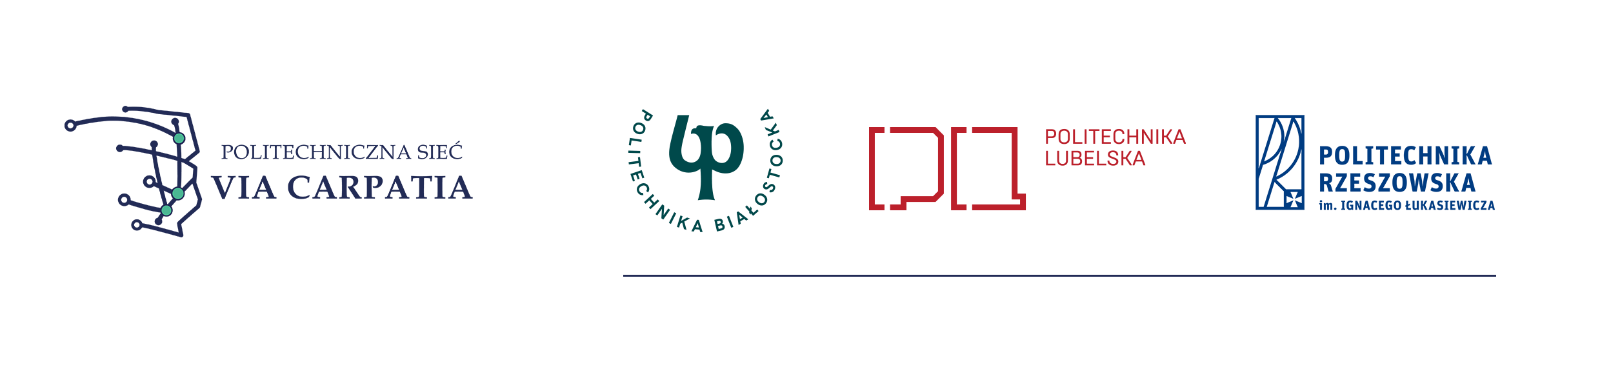 POLITECHNICZNA SIEĆ
VIA CARPATIA
POLITECHNIKA BIAŁOSTOCKA
POLITECHNIKA
LUBELSKA
POLITECHNIKA
RZESZOWSKA
im. IGNACEGO ŁUKASIEWICZA